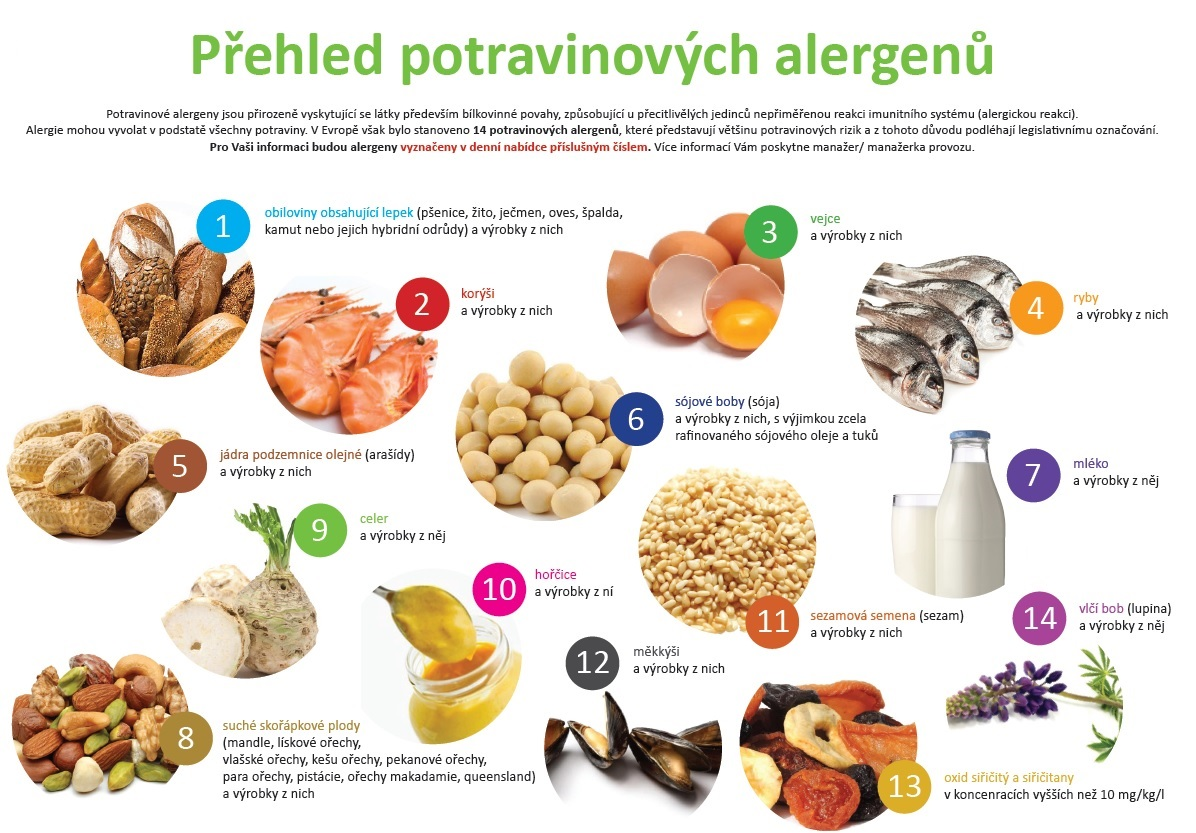 Přehled potravinových alergenů
Potravinové alergeny jsou přirozeně vyskytující se látky především bílkovinné povahy, způsobující u přecitlivělých jedinců nepřiměřenou reakci imunitního systému (alergickou reakci).
Alergie mohou vyvolat v podstatě všechny potraviny. V Evropě však bylo stanoveno 14 potravinových alergenů, které představují většinu potravinových rizik a z tohoto důvodu podléhají legislativnímu označování.
Pro Vaši informaci budou alergeny vyznačeny v denní nabídce příslušným číslem. Více informací Vám poskytne manažer/ manažerka provozu.
1
obiloviny obsahující lepek (pšenice, žito, ječmen, oves, špalda,
kamut nebo jejich hybridní odrůdy) a výrobky z nich
2
korýši
a výrobky z nich
3
vejce
a výrobky z nich
4
ryby
a výrobky z nich
5
jádra podzemnice olejné (arašídy)
a výrobky z nich
6
sójové boby (sója)
a výrobky z nich, s výjimkou zcela
rafinovaného sójového oleje a tuků
7
mléko
a výrobky z něj
9
celer
a výrobky z něj
10
hořčice
a výrobky z ní
11
sezamová semena (sezam)
a výrobky z nich
14
vlčí bob (lupina)
a výrobky z něj
12
měkkýši
a výrobky z nich
8
suché skořápkové plody
(mandle, lískové ořechy,
vlašské ořechy, kešu ořechy, pekanové ořechy,
para ořechy, pistácie, ořechy makadamie, queensland)
a výrobky z nich
13
oxid siřičitý a siřičitany
v koncenracích vyšších než 10 mg/kg/l